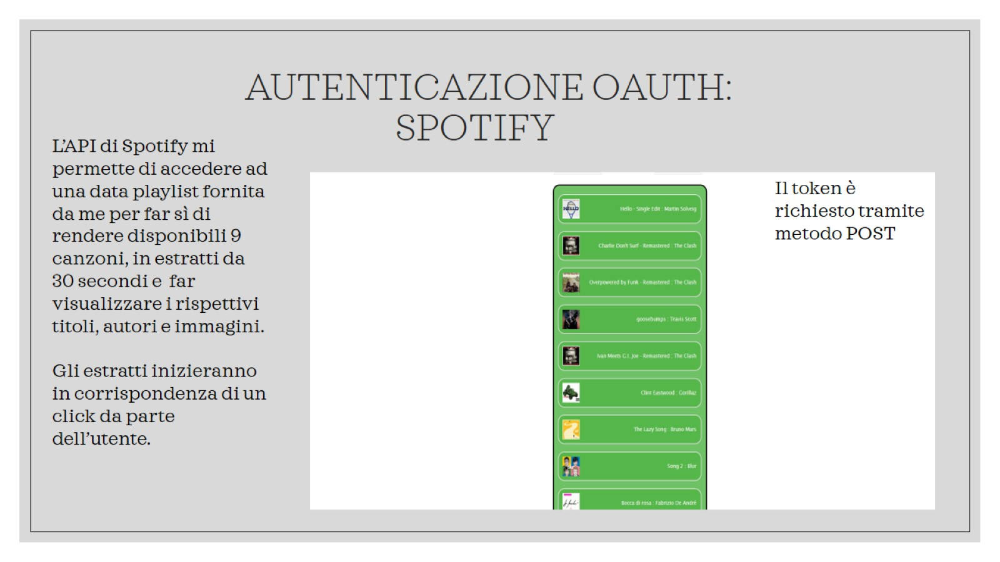 AUTENTICAZIONE OAUTH:
SPOTIFY
L’API di Spotify mi
permette di accedere ad
una data playlist fornita
da me per far sì di
rendere disponibili 9
canzoni, in estratti da
30 secondi e  far
visualizzare i rispettivi
titoli, autori e immagini.
Gli estratti inizieranno
in corrispondenza di un
click da parte
dell’utente.
HELLO
Hello - Single Edit : Martin Solveig
Charlie Don't Surf - Remastered : The Clash
Overpowered by Funk - Remastered : The Clash
goosebumps : Travis Scott
Ivan Meets G.I. Joe - Remastered : The Clash
Clint Eastwood : Gorillaz
The Lazy Song : Bruno Mars
Song 2 : Blur
Bocca di rosa : Fabrizio De André
Il token è
richiesto tramite
metodo POST